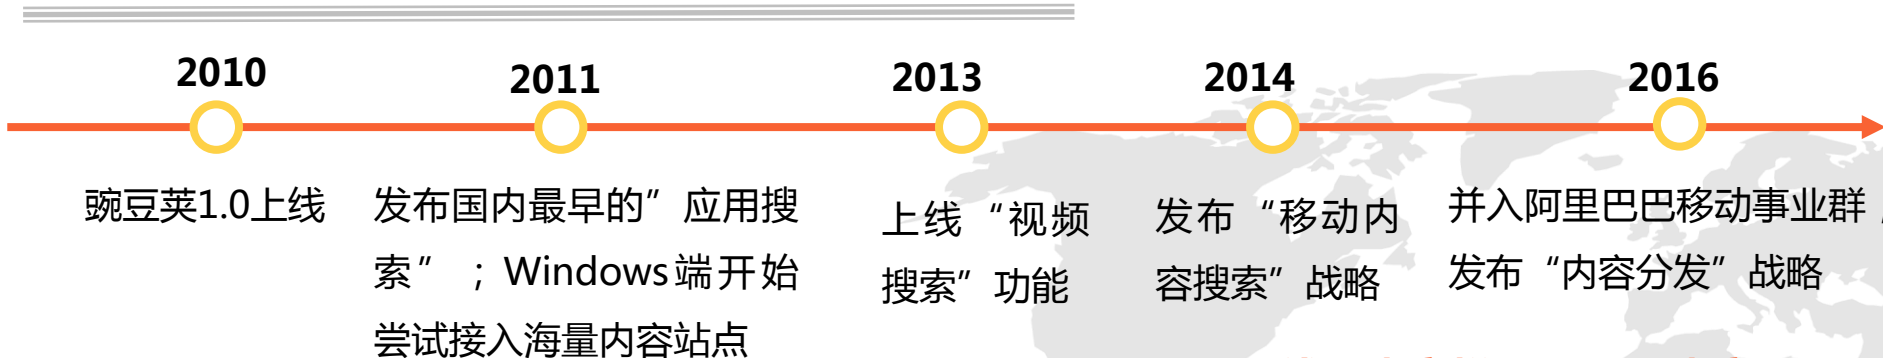 2010
2011
2013
2014
2016
豌豆荚1.0上线
发布国内最早的”应用搜
索”；Windows端开始
尝试接入海量内容站点
上线“视频
搜索”功能
发布“移动内
容搜索”战略
并入阿里巴巴移动事业群，
发布“内容分发”战略